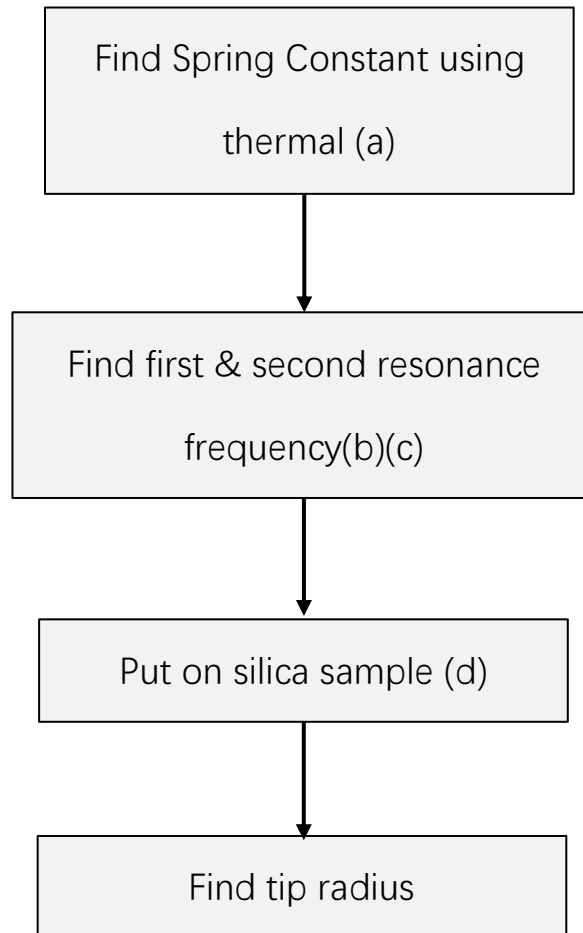 Find Spring Constant using
thermal (a)
Find first & second resonance
frequency(b)(c)
Put on silica sample (d)
Find tip radius